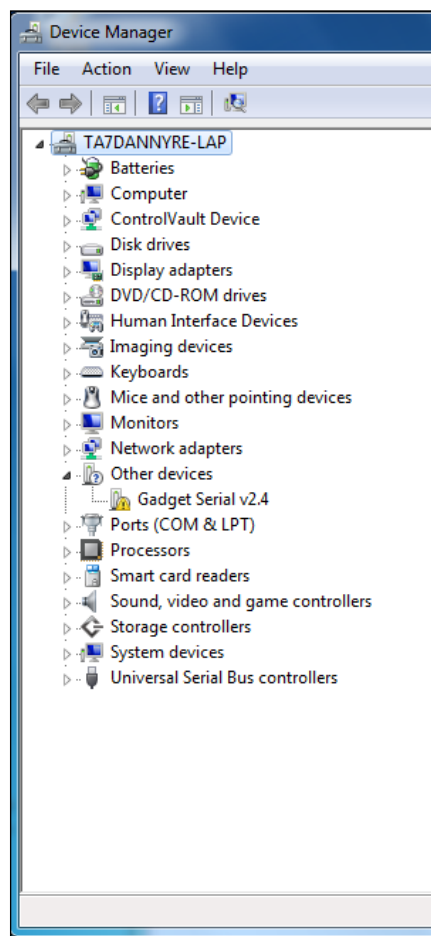 Device Manager
File Action View Help
TA7DANNYRE-LAP
Batteries
Computer
ControlVault Device
Disk drives
Display adapters
DVD/CD-ROM drives
Human Interface Devices
Imaging devices
Keyboards
Mice and other pointing devices
Monitors
Network adapters
Other devices
Gadget Serial v2.4
Ports (COM & LPT)
Processors
Smart card readers
Sound, video and game controllers
Storage controllers
System devices
Universal Serial Bus controllers